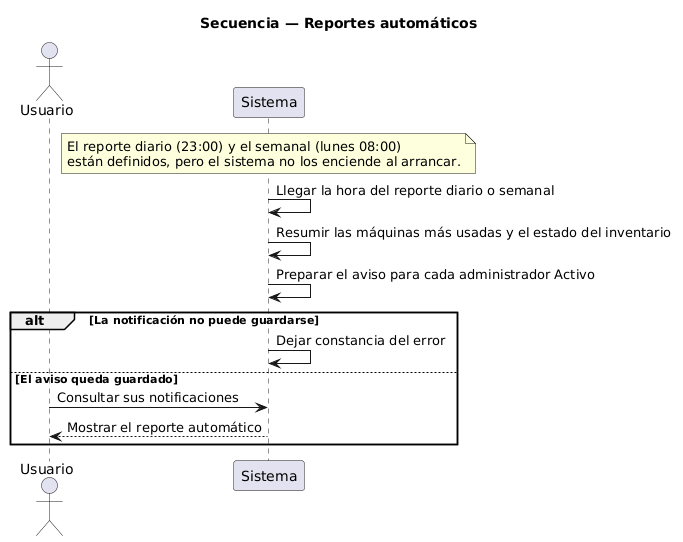 Secuencia — Reportes automáticos
Usuario
Sistema
El reporte diario (23:00) y el semanal (lunes 08:00)
están definidos, pero el sistema no los enciende al arrancar.
Llegar la hora del reporte diario o semanal
Resumir las máquinas más usadas y el estado del inventario
Preparar el aviso para cada administrador Activo
alt
[La notificación no puede guardarse]
Dejar constancia del error
[El aviso queda guardado]
Consultar sus notificaciones
Mostrar el reporte automático
Usuario
Sistema